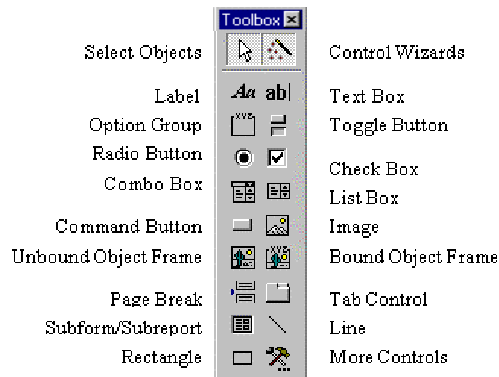 Toolbox
Select Objects
Control Wizards
Label
Aa
ab|
Text Box
Option Group
XYZ
Toggle Button
Radio Button
Check Box
Combo Box
List Box
Command Button
Image
Unbound Object Frame
XYZ
Bound Object Frame
Page Break
Tab Control
Subform/Subreport
Line
Rectangle
More Controls